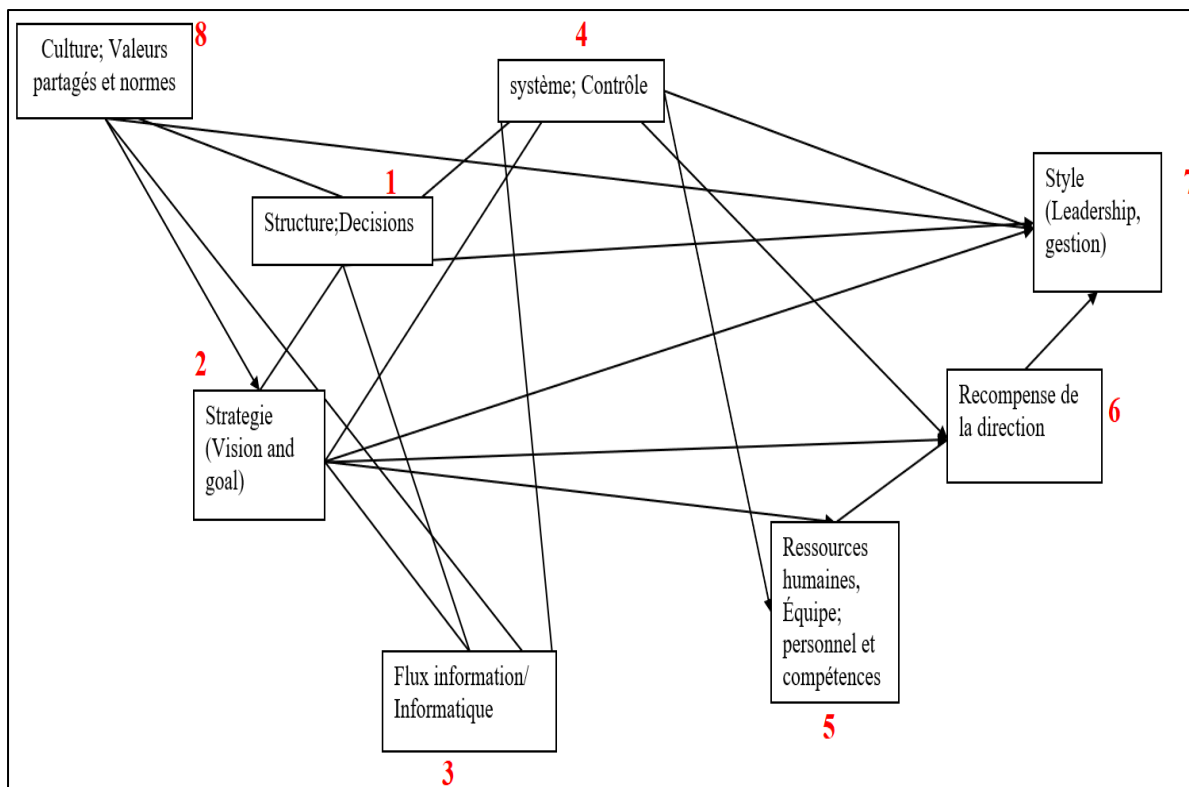 8
Culture; Valeurs
partagés et normes
4
système; Contrôle
1
Structure;Decisions
7
Style
(Leadership,
gestion)
2
Strategie
(Vision and
goal)
Recompense de
la direction
6
Ressources
humaines,
Équipe;
personnel et
compétences
5
Flux information/
Informatique
3